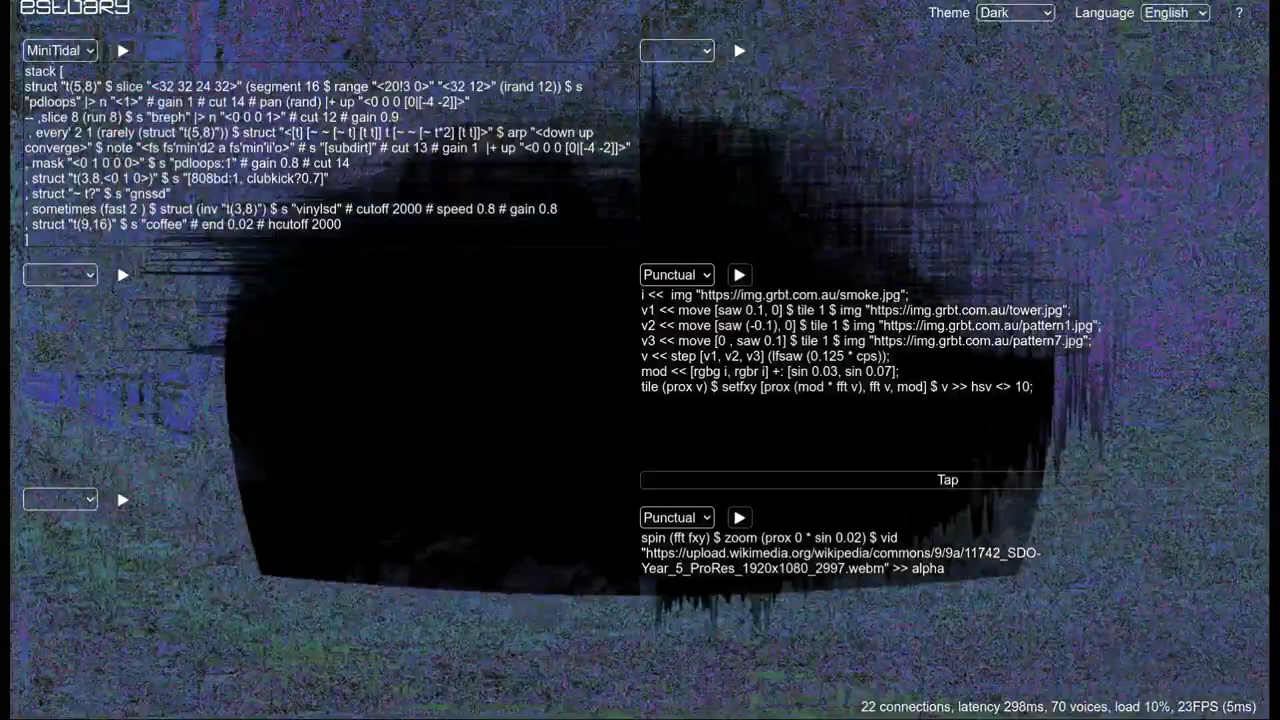 estuary
Theme Dark Language English ?
MiniTidal
stack [
struct "t(5,8)" $ slice "<32 32 24 32>" (segment 16 $ range "<20!3 0>" "<32 12>" (irand 12)) $ s
"pdloops" |> n "<1>" # gain 1 # cut 14 # pan (rand) |+ up "<0 0 0 [0|[-4 -2]]>"
-- ,slice 8 (run 8) $ s "breph" |> n "<0 0 0 1>" # cut 12 # gain 0.9
, every' 2 1 (rarely (struct "t(5,8)")) $ struct "<[t] [~ ~ [~ t] [t t]] t [~ ~ [~ t*2] [t t]]>" $ arp "<down up
converge>" $ note "<fs fs'min'd2 a fs'min'ii'o>" # s "[subdirt]" # cut 13 # gain 1  |+ up "<0 0 0 [0|[-4 -2]]>"
, mask "<0 1 0 0 0>" $ s "pdloops:1" # gain 0.8 # cut 14
, struct "t(3,8,<0 1 0>)" $ s "[808bd:1, clubkick?0.7]"
, struct "~ t?" $ s "gnssd"
, sometimes (fast 2 ) $ struct (inv "t(3,8)") $ s "vinylsd" # cutoff 2000 # speed 0.8 # gain 0.8
, struct "t(9,16)" $ s "coffee" # end 0.02 # hcutoff 2000
]
Punctual
i <<  img "https://img.grbt.com.au/smoke.jpg";
v1 << move [saw 0.1, 0] $ tile 1 $ img "https://img.grbt.com.au/tower.jpg";
v2 << move [saw (-0.1), 0] $ tile 1 $ img "https://img.grbt.com.au/pattern1.jpg";
v3 << move [0 , saw 0.1] $ tile 1 $ img "https://img.grbt.com.au/pattern7.jpg";
v << step [v1, v2, v3] (lfsaw (0.125 * cps));
mod << [rgbg i, rgbr i] +: [sin 0.03, sin 0.07];
tile (prox v) $ setfxy [prox (mod * fft v), fft v, mod] $ v >> hsv <> 10;
Tap
Punctual
spin (fft fxy) $ zoom (prox 0 * sin 0.02) $ vid
"https://upload.wikimedia.org/wikipedia/commons/9/9a/11742_SDO-
Year_5_ProRes_1920x1080_2997.webm" >> alpha
22 connections, latency 298ms, 70 voices, load 10%, 23FPS (5ms)